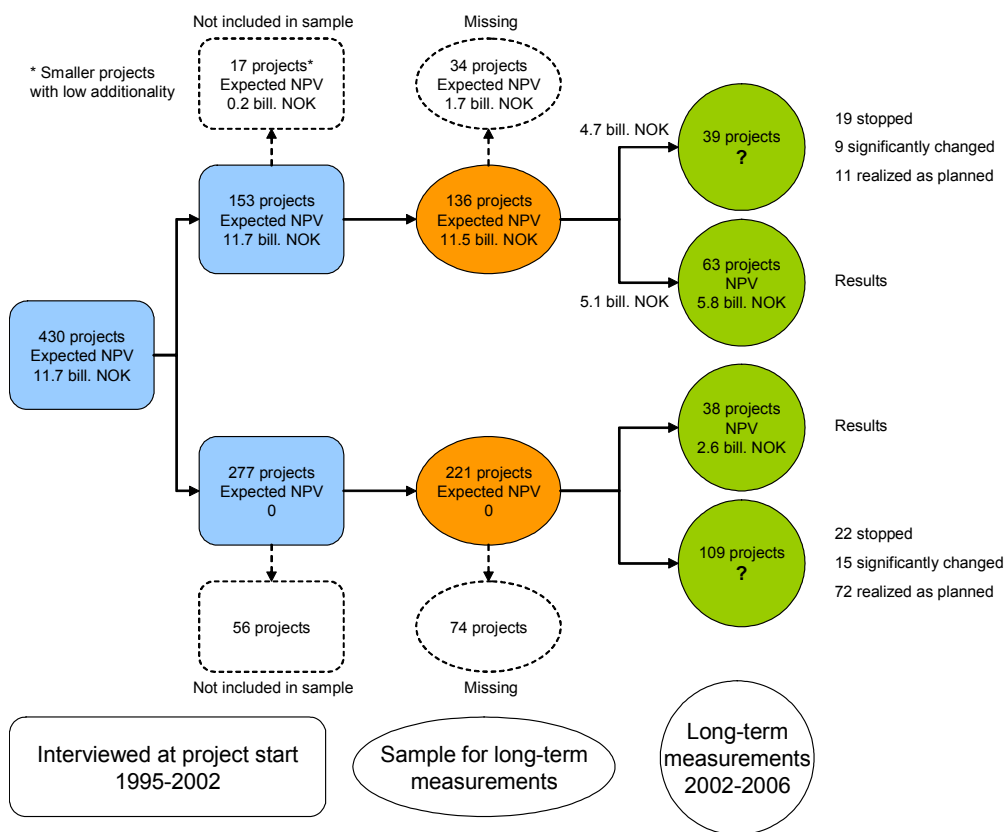 Not included in sample
Missing
* Smaller projects
with low additionality
17 projects*
Expected NPV
0.2 bill. NOK
34 projects
Expected NPV
1.7 bill. NOK
4.7 bill. NOK
39 projects
?
19 stopped
9 significantly changed
11 realized as planned
153 projects
Expected NPV
11.7 bill. NOK
136 projects
Expected NPV
11.5 bill. NOK
5.1 bill. NOK
63 projects
NPV
5.8 bill. NOK
Results
430 projects
Expected NPV
11.7 bill. NOK
38 projects
NPV
2.6 bill. NOK
Results
277 projects
Expected NPV
0
221 projects
Expected NPV
0
109 projects
?
22 stopped
15 significantly changed
72 realized as planned
56 projects
Not included in sample
74 projects
Missing
Interviewed at project start
1995-2002
Sample for long-term
measurements
Long-term
measurements
2002-2006